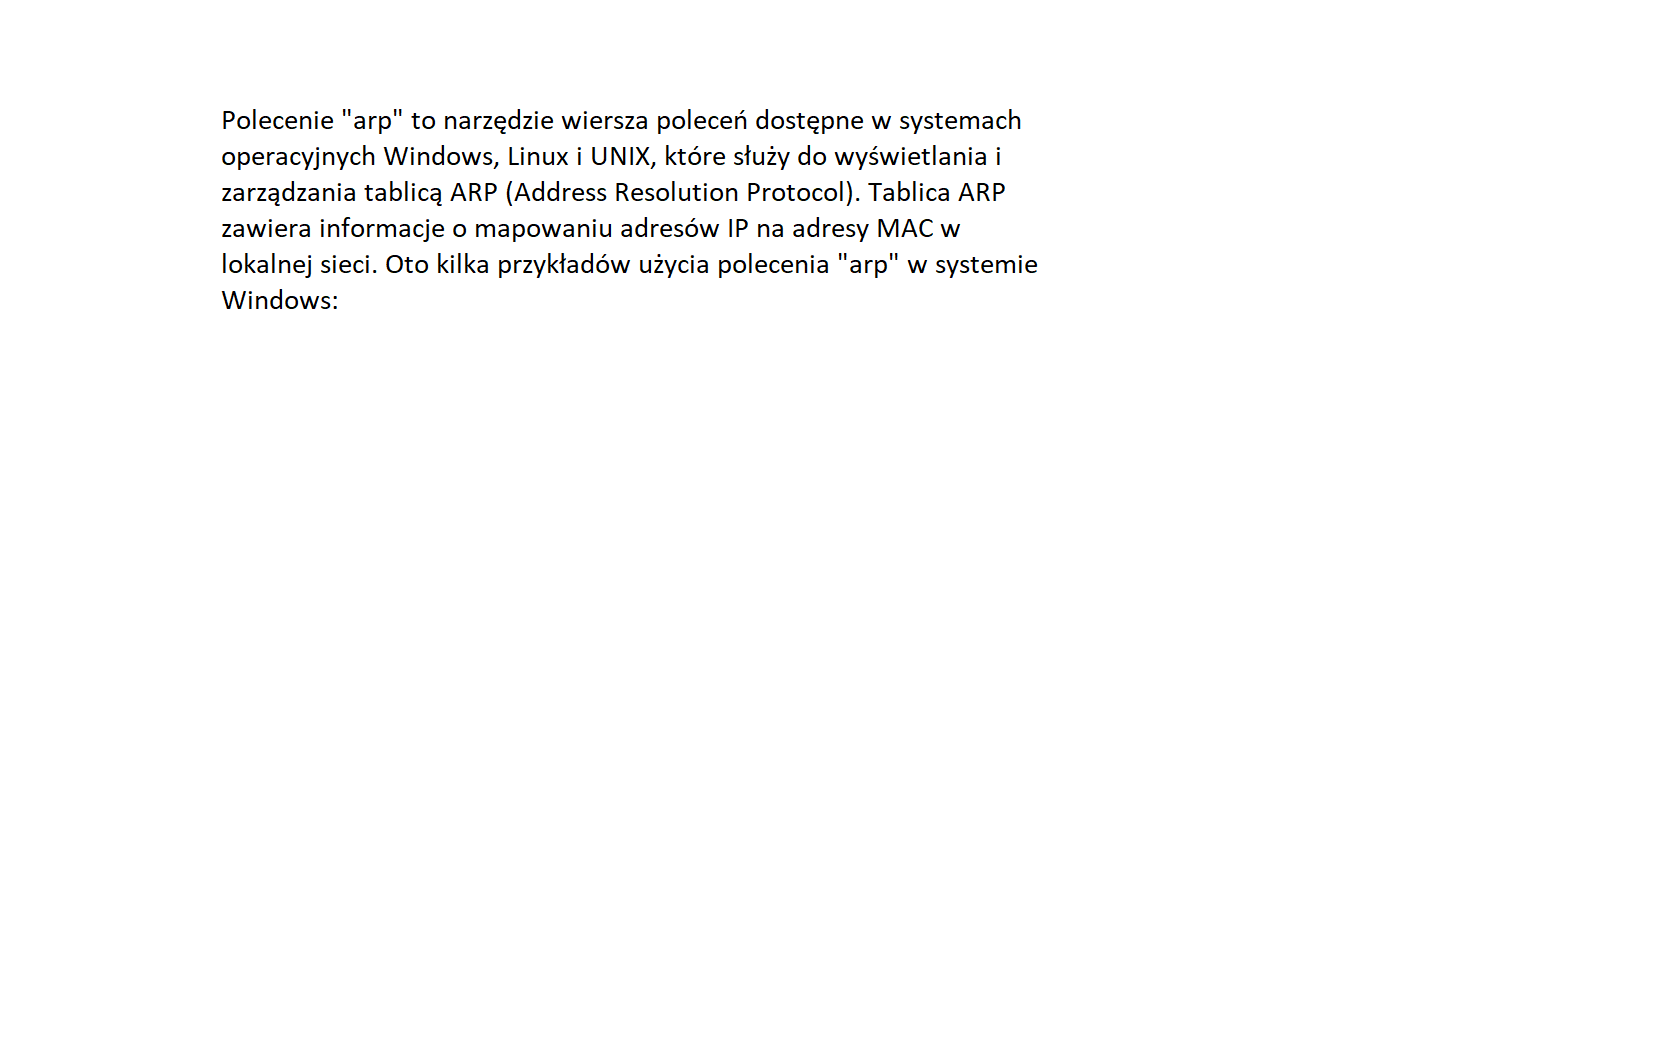 Polecenie "arp" to narzędzie wiersza poleceń dostępne w systemach
operacyjnych Windows, Linux i UNIX, które służy do wyświetlania i
zarządzania tablicą ARP (Address Resolution Protocol). Tablica ARP
zawiera informacje o mapowaniu adresów IP na adresy MAC w
lokalnej sieci. Oto kilka przykładów użycia polecenia "arp" w systemie
Windows: